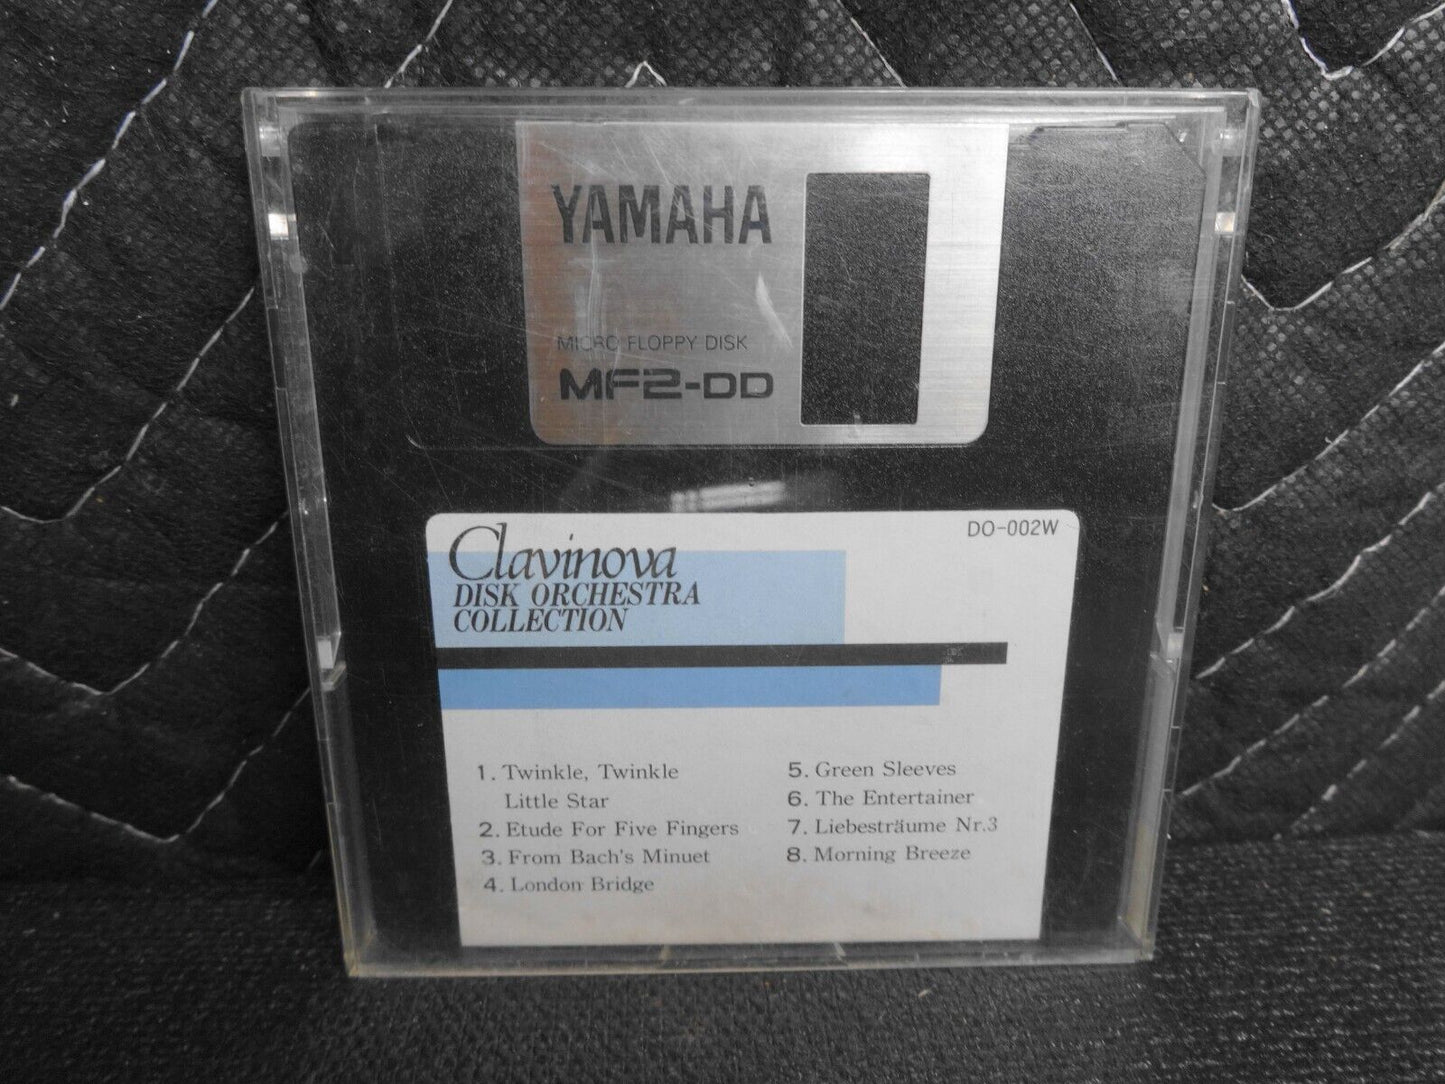 YAMAHA
MICRO FLOPPY DISK
MF2-DD
DO-002W
Clavinova
DISK ORCHESTRA
COLLECTION
1. Twinkle, Twinkle
Little Star
2. Etude For Five Fingers
3. From Bach's Minuet
4. London Bridge
5. Green Sleeves
6. The Entertainer
7. Liebesträume Nr.3
8. Morning Breeze